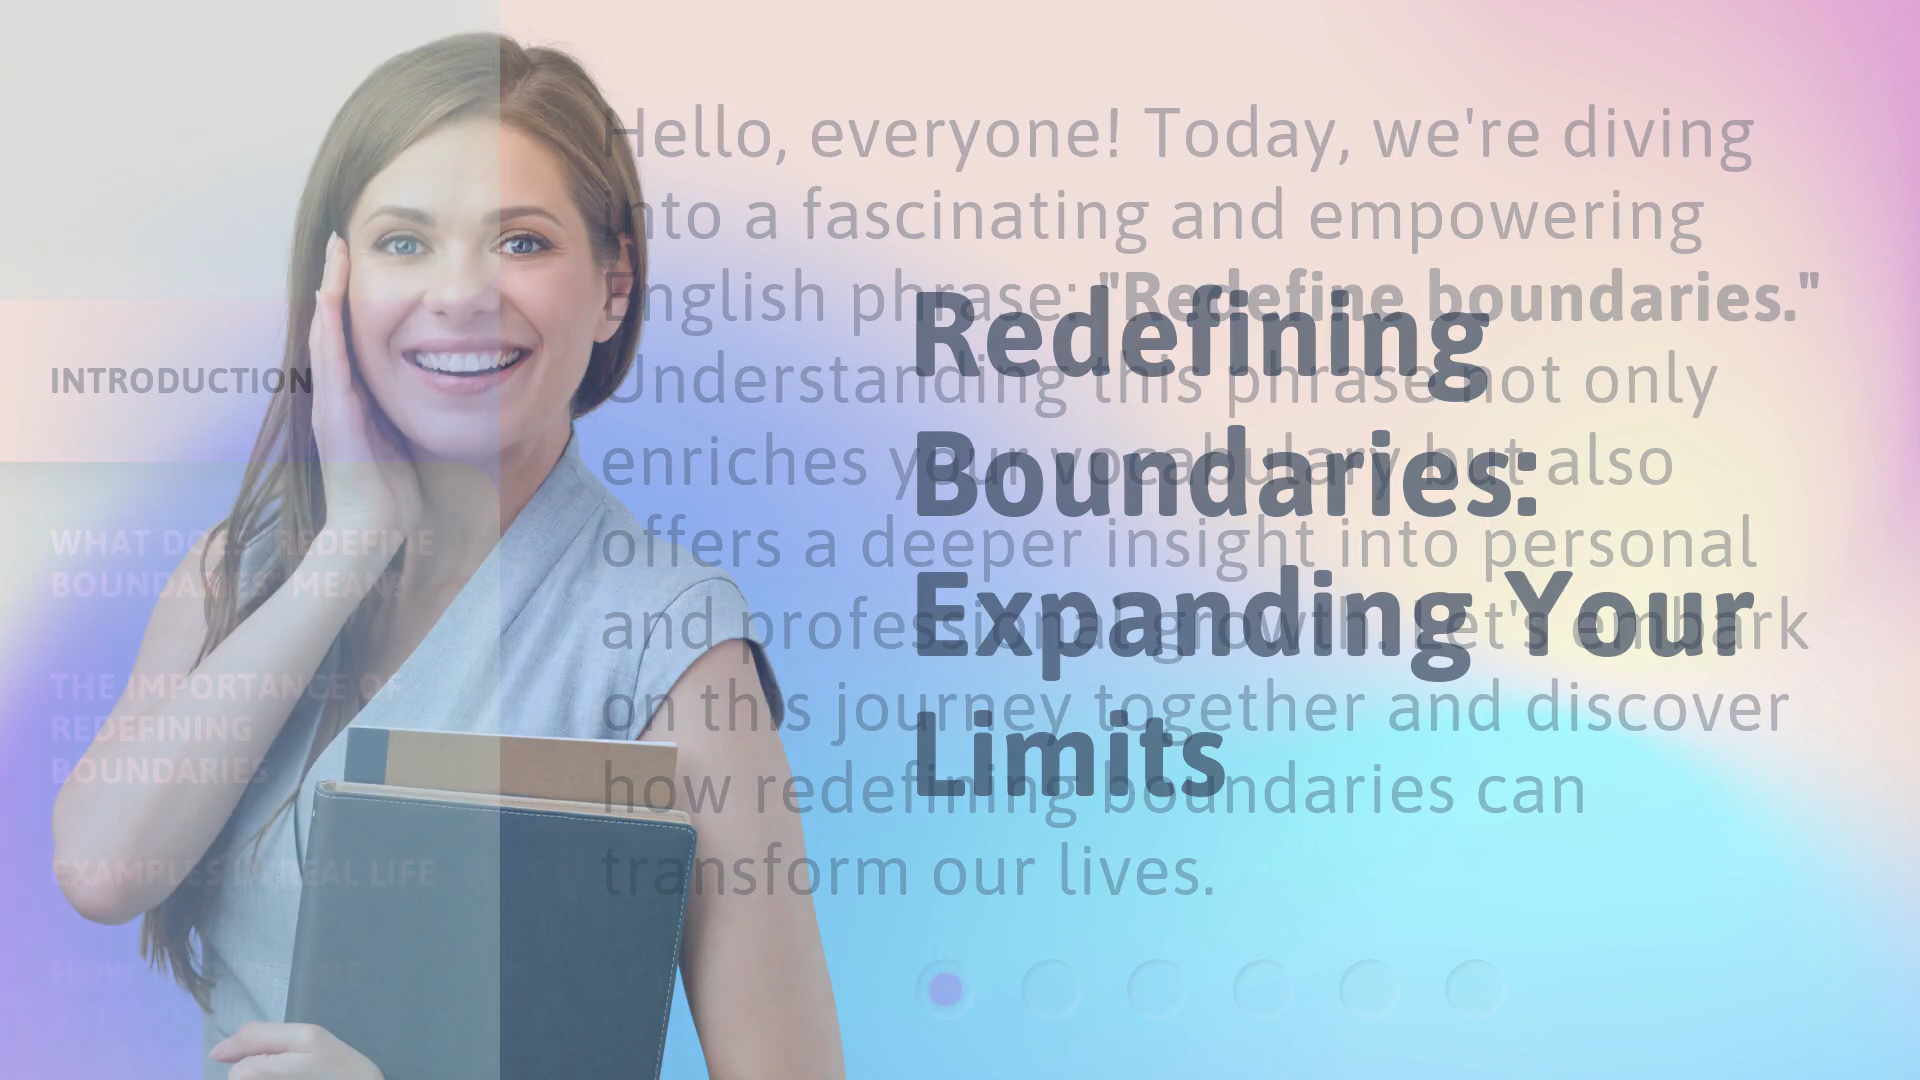 INTRODUCTION
WHAT DOES "REDEFINE
BOUNDARIES" MEAN?
THE IMPORTANCE OF
REDEFINING
BOUNDARIES
EXAMPLES IN REAL LIFE
HOW
Hello, everyone! Today, we're diving
into a fascinating and empowering
English phrase: "Redefine boundaries."
Understanding this phrase not only
enriches your vocabulary but also
offers a deeper insight into personal
and professional growth. Let's embark
on this journey together and discover
how redefining boundaries can
transform our lives.
Redefining
Boundaries:
Expanding Your
Limits